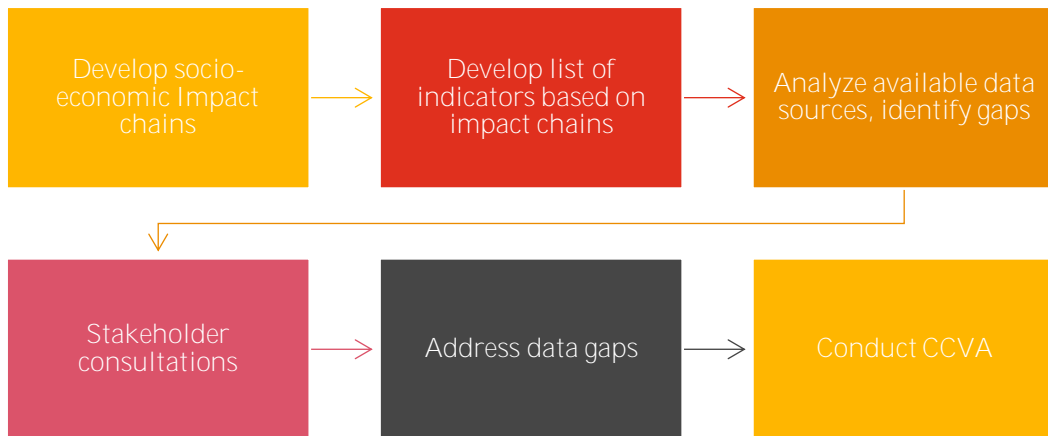 Develop socio-
economic Impact
chains
Develop list of
indicators based on
impact chains
Analyze available data
sources, identify gaps
Stakeholder
consultations
Address data gaps
Conduct CCVA